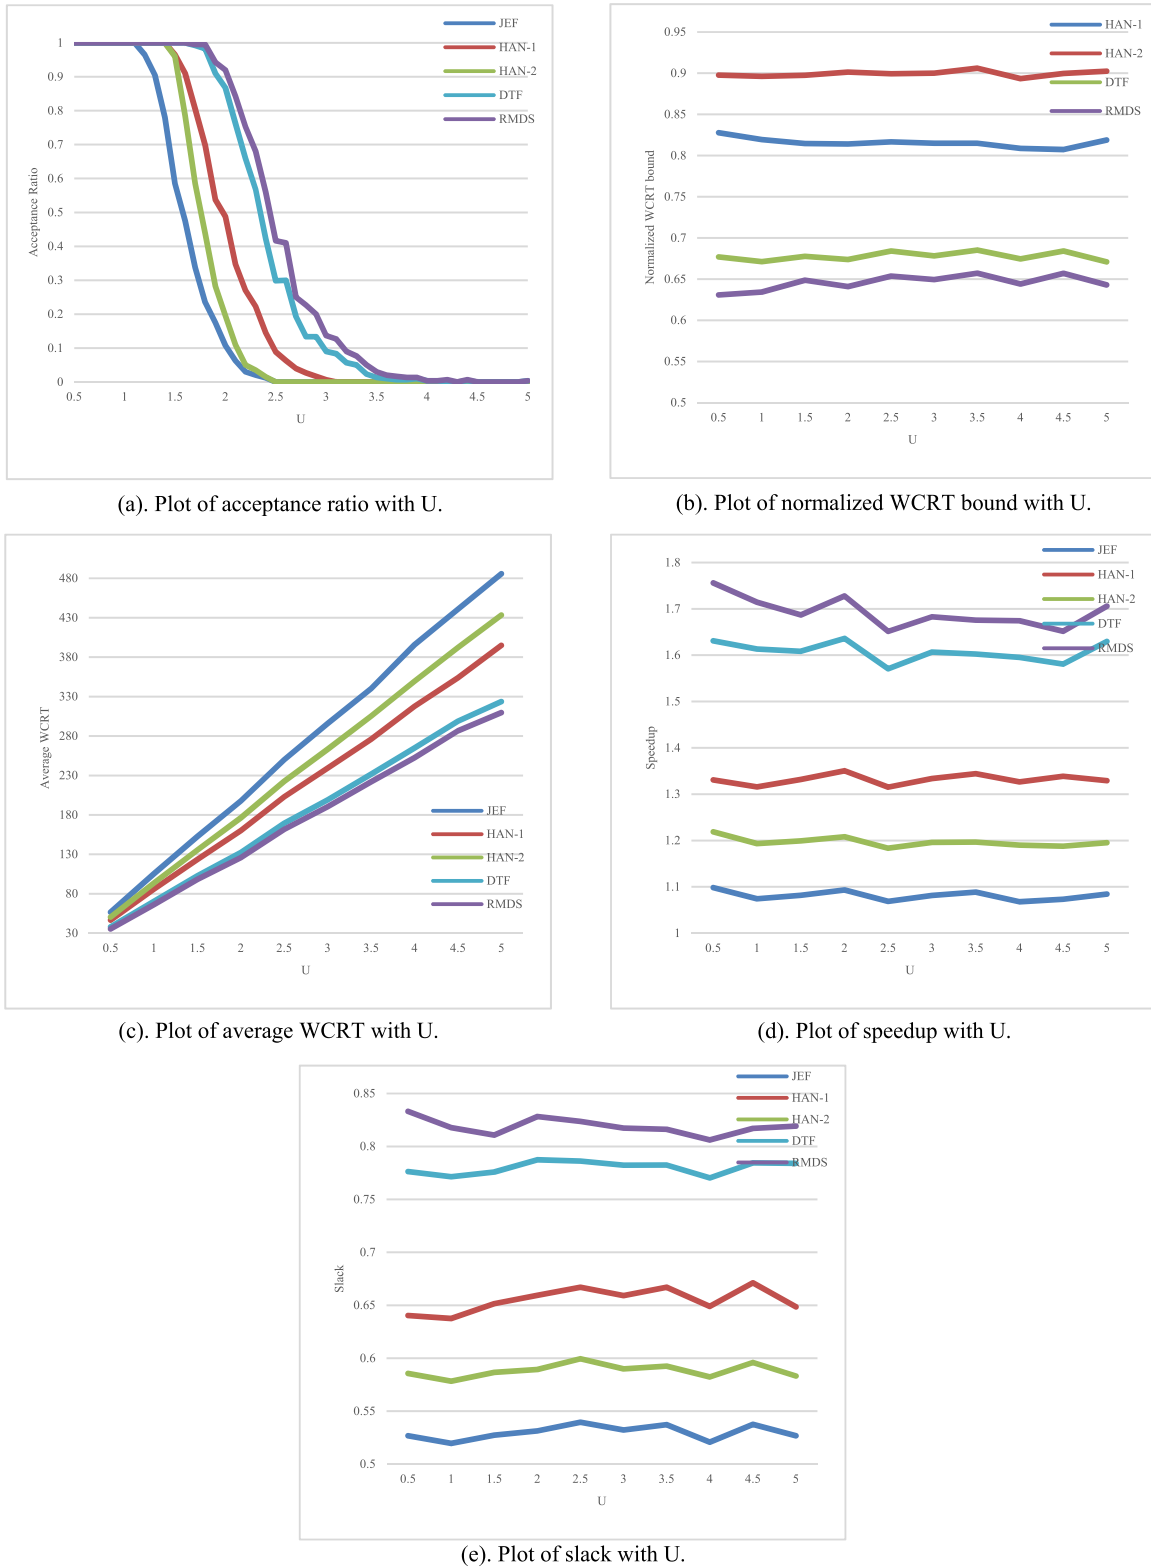 JEF
HAN-1
HAN-2
DTF
RMDS
1
0.9
0.8
0.7
0.6
0.5
0.4
0.3
0.2
0.1
0
Acceptance Ratio
0.5 1 1.5 2 2.5 3 3.5 4 4.5 5
U
(a). Plot of acceptance ratio with U.
HAN-1
HAN-2
DTF
RMDS
0.95
0.9
0.85
0.8
0.75
0.7
0.65
0.6
0.55
0.5
Normalized WCRT bound
0.5 1 1.5 2 2.5 3 3.5 4 4.5 5
U
(b). Plot of normalized WCRT bound with U.
480
430
380
330
280
230
180
130
80
30
Average WCRT
JEF
HAN-1
HAN-2
DTF
RMDS
0.5 1 1.5 2 2.5 3 3.5 4 4.5 5
U
(c). Plot of average WCRT with U.
JEF
HAN-1
HAN-2
DTF
RMDS
1.8
1.7
1.6
1.5
1.4
1.3
1.2
1.1
1
Speedup
0.5 1 1.5 2 2.5 3 3.5 4 4.5 5
U
(d). Plot of speedup with U.
JEF
HAN-1
HAN-2
DTF
RMDS
0.85
0.8
0.75
0.7
0.65
0.6
0.55
0.5
Slack
0.5 1 1.5 2 2.5 3 3.5 4 4.5 5
U
(e). Plot of slack with U.